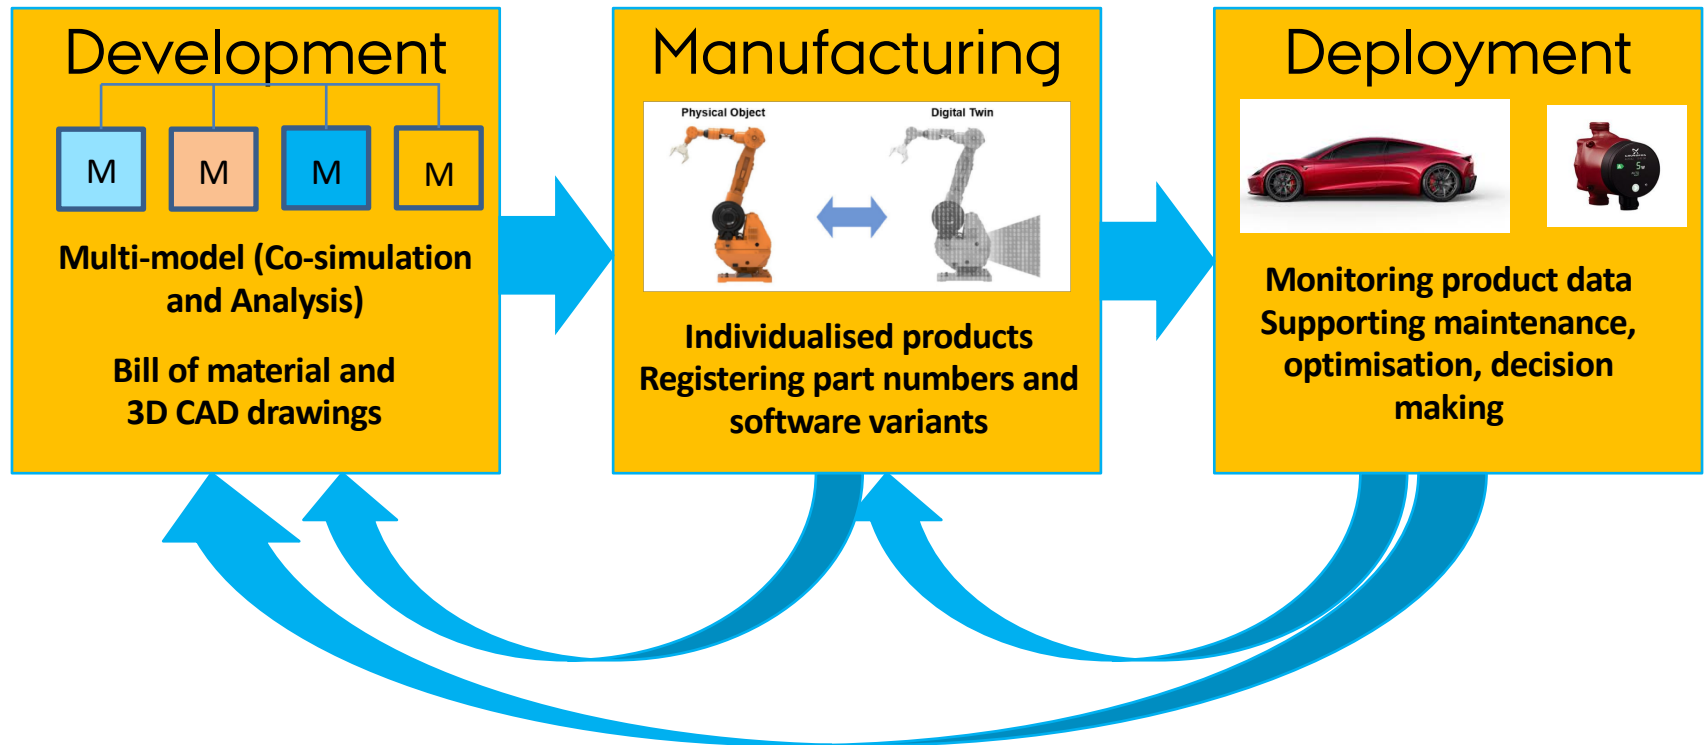 Development
M
M
M
M
Multi-model (Co-simulation
and Analysis)
Bill of material and
3D CAD drawings
Manufacturing
Physical Object
Digital Twin
Individualised products
Registering part numbers and
software variants
Deployment
Monitoring product data
Supporting maintenance,
optimisation, decision
making